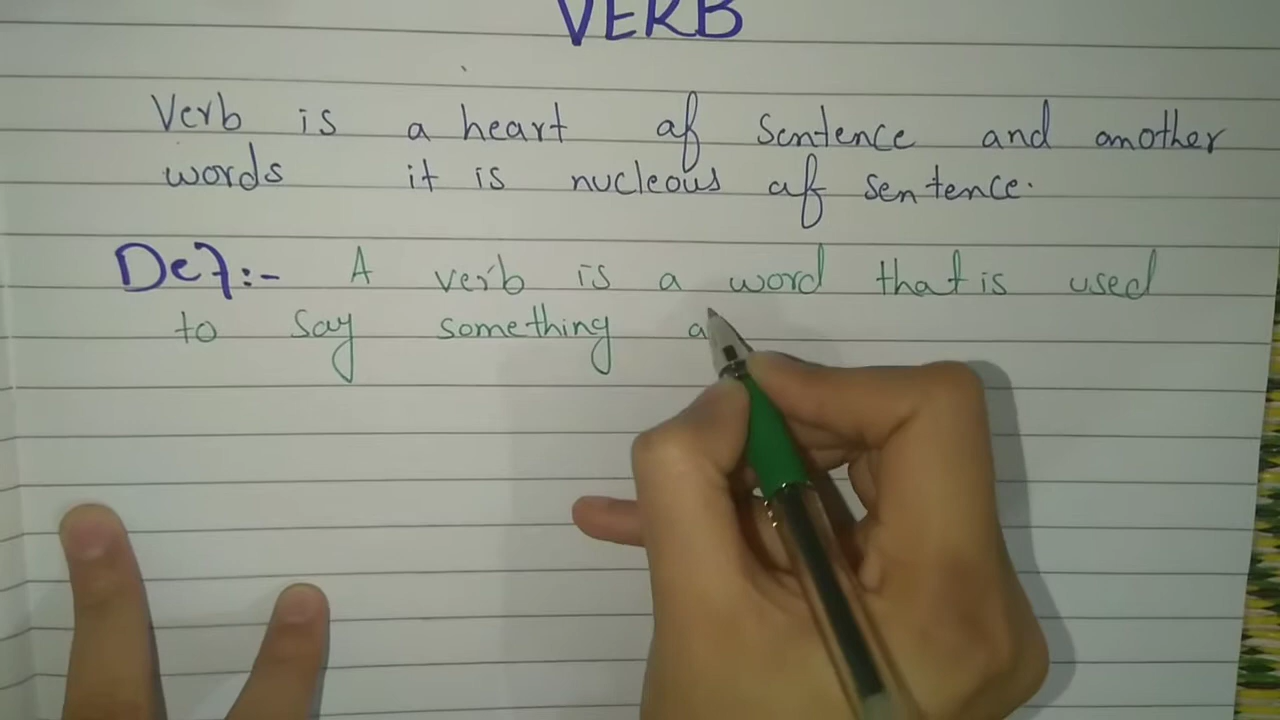 VERB
Verb is a heart af sentence and another
words it is nucleous af sentence.
Def:- A verb is a word that is used
to say something a